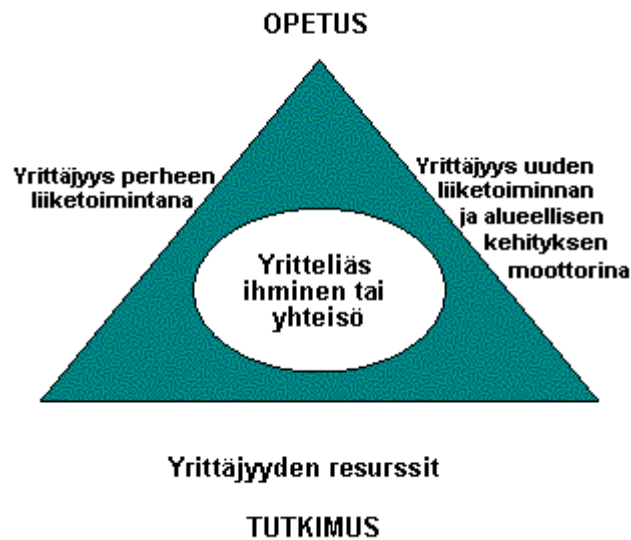 OPETUS
Yrittäjyys perheen
liiketoimintana
Yrittäjyys uuden
liiketoiminnan
ja alueellisen
kehityksen
moottorina
Yritteliäs
ihminen tai
yhteisö
Yrittäjyyden resurssit
TUTKIMUS